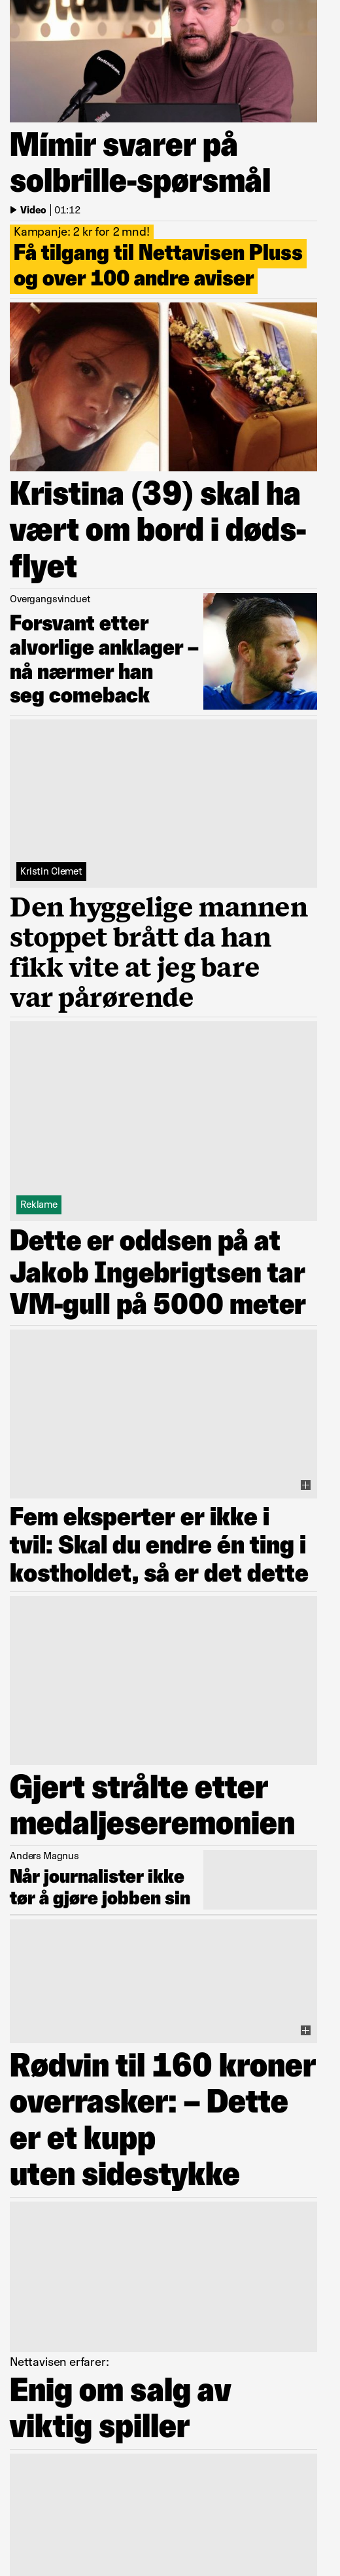 Mímir svarer på
solbrille-spørsmål
Video | 01:12
Kampanje: 2 kr for 2 mnd!
Få tilgang til Nettavisen Pluss
og over 100 andre aviser
Kristina (39) skal ha
vært om bord i døds-
flyet
Overgangsvinduet
Forsvant etter
alvorlige anklager –
nå nærmer han
seg comeback
Kristin Clemet
Den hyggelige mannen
stoppet brått da han
fikk vite at jeg bare
var pårørende
Reklame
Dette er oddsen på at
Jakob Ingebrigtsen tar
VM-gull på 5000 meter
Fem eksperter er ikke i
tvil: Skal du endre én ting i
kostholdet, så er det dette
Gjert strålte etter
medaljeseremonien
Anders Magnus
Når journalister ikke
tør å gjøre jobben sin
Rødvin til 160 kroner
overrasker: – Dette
er et kupp
uten sidestykke
Nettavisen erfarer:
Enig om salg av
viktig spiller